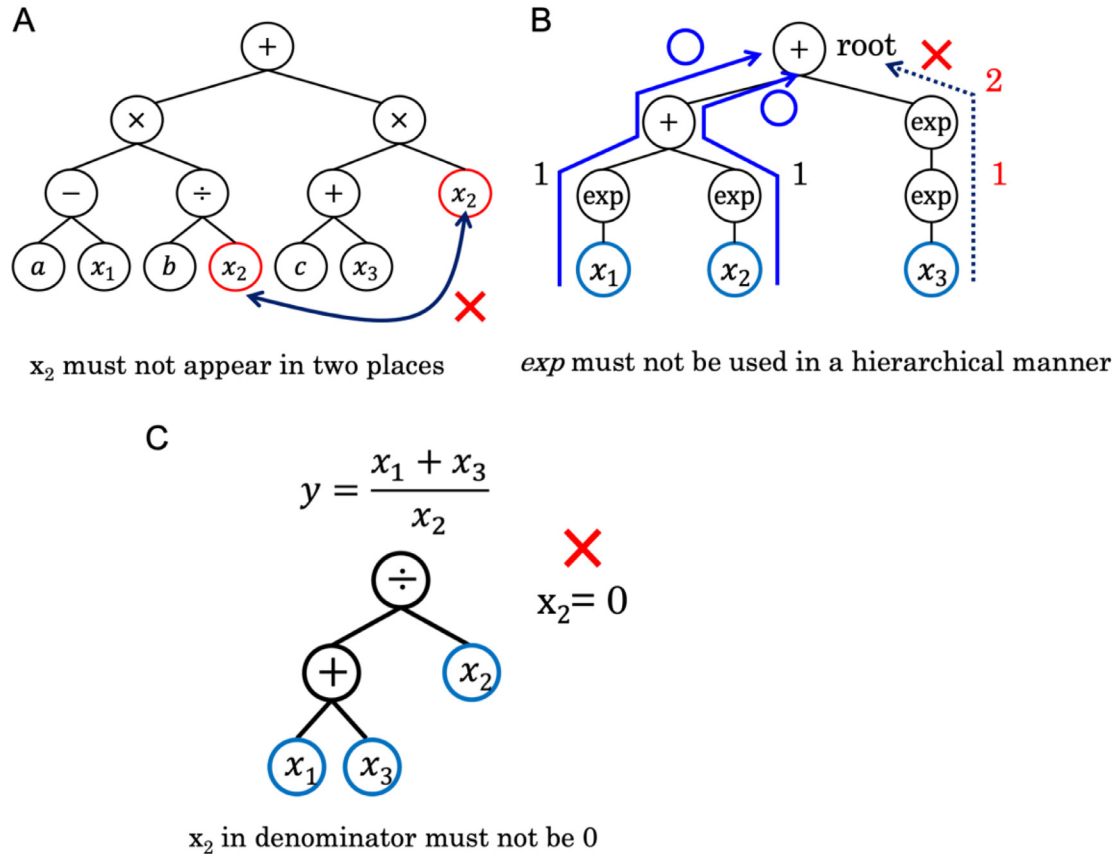 A
+
× ×
− ÷ + x₂
a x₁ b x₂ c x₃
x₂ must not appear in two places
B
+ root
2
+ exp
1 exp exp 1 exp 1
x₁ x₂ x₃
exp must not be used in a hierarchical manner
C
y = \frac{x₁ + x₃}{x₂}
÷
x₂= 0
+ x₂
x₁ x₃
x₂ in denominator must not be 0